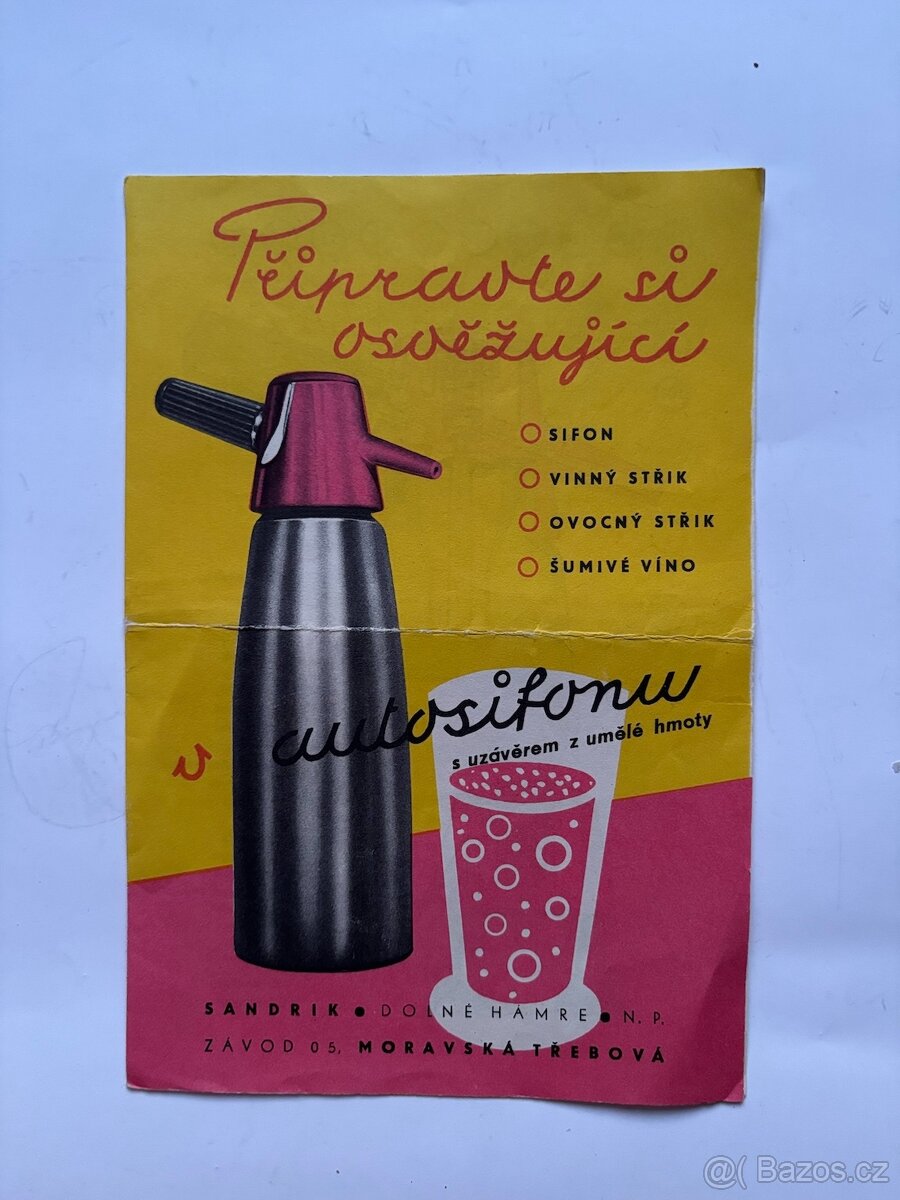 Připravte si
osvěžující
SIFON
VINNÝ STŘIK
OVOCNÝ STŘIK
ŠUMIVÉ VÍNO
v autosifonu
s uzávěrem z umělé hmoty
SANDRIK • DOLNÉ HÁMRE • N. P.
ZÁVOD 05, MORAVSKÁ TŘEBOVÁ
@( Bazos.cz